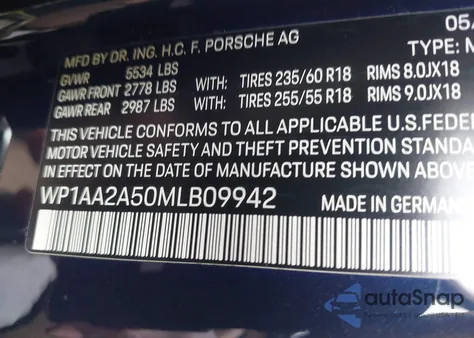 MFD BY DR. ING. H.C. F. PORSCHE AG 05
GVWR 5534 LBS TYPE: M
GAWR FRONT 2778 LBS WITH: TIRES 235/60 R18 RIMS 8.0JX18
GAWR REAR 2987 LBS WITH: TIRES 255/55 R18 RIMS 9.0JX18
THIS VEHICLE CONFORMS TO ALL APPLICABLE U.S.FEDE
MOTOR VEHICLE SAFETY AND THEFT PREVENTION STANDAR
IN EFFECT ON THE DATE OF MANUFACTURE SHOWN ABOVE
WP1AA2A50MLB09942 MADE IN GERMAN
autoSnap